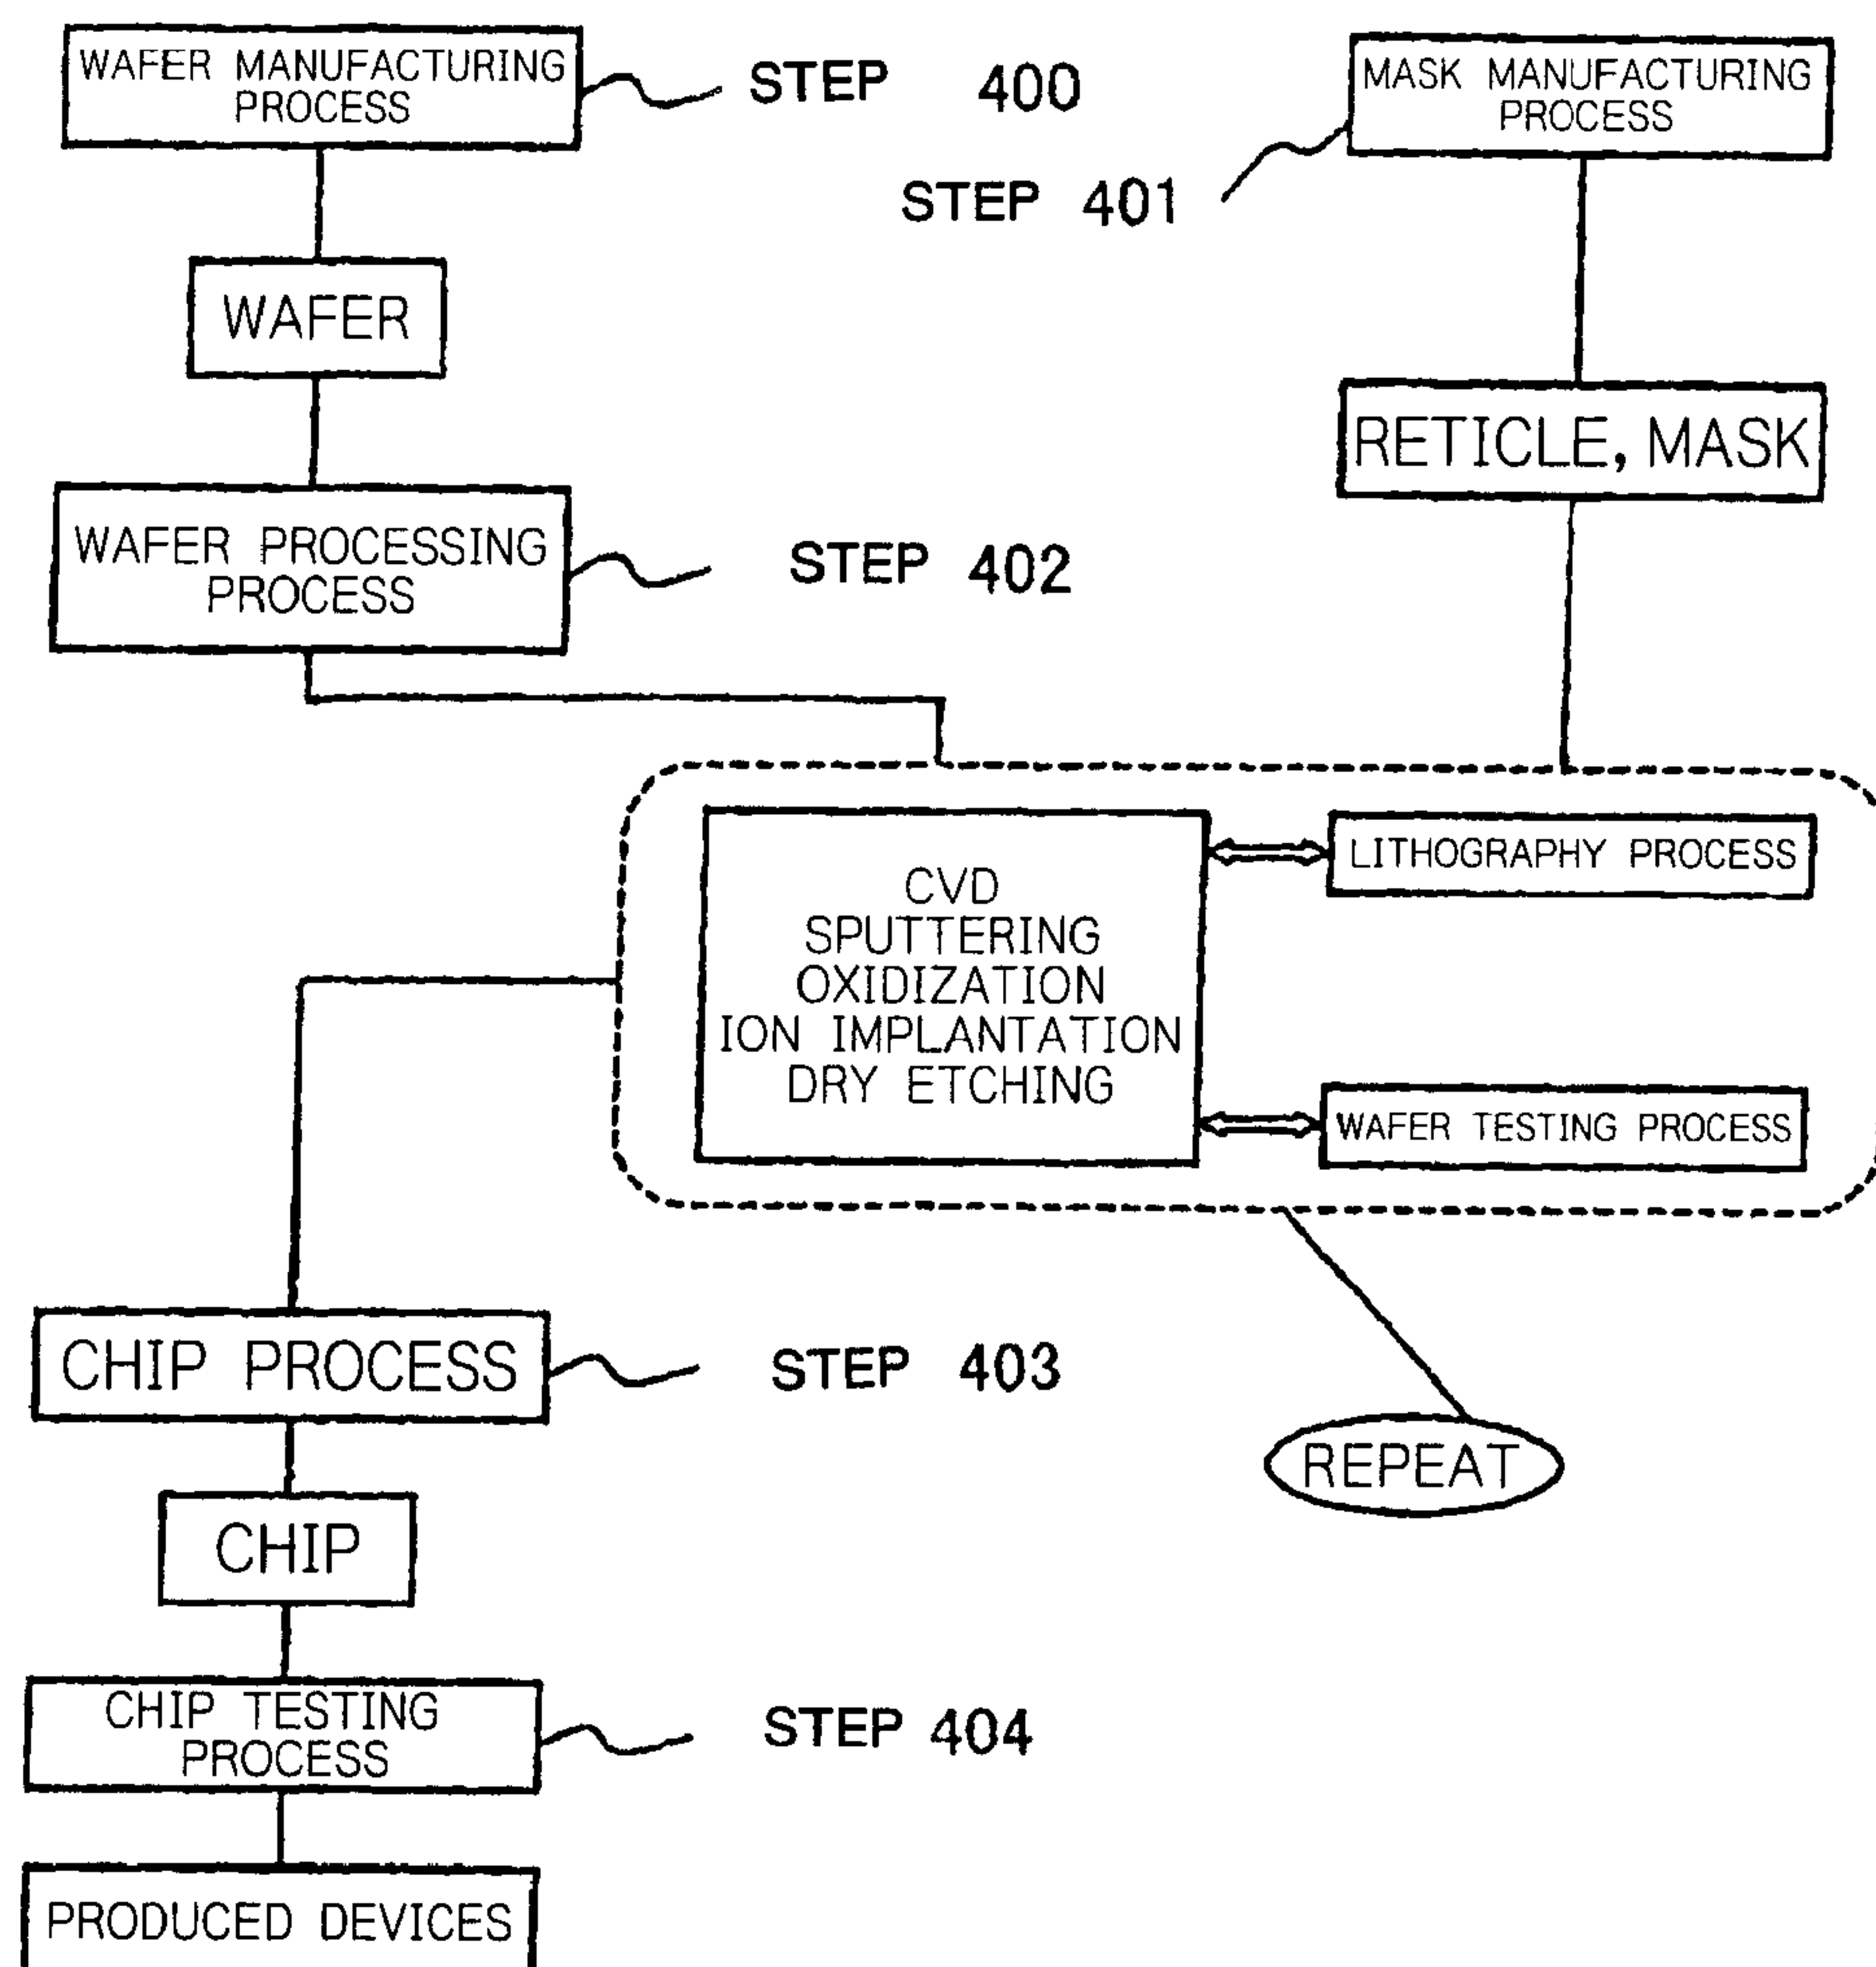 WAFER MANUFACTURING
PROCESS
STEP 400
MASK MANUFACTURING
PROCESS
STEP 401
WAFER
RETICLE, MASK
WAFER PROCESSING
PROCESS
STEP 402
CVD
SPUTTERING
OXIDIZATION
ION IMPLANTATION
DRY ETCHING
LITHOGRAPHY PROCESS
WAFER TESTING PROCESS
CHIP PROCESS
STEP 403
REPEAT
CHIP
CHIP TESTING
PROCESS
STEP 404
PRODUCED DEVICES